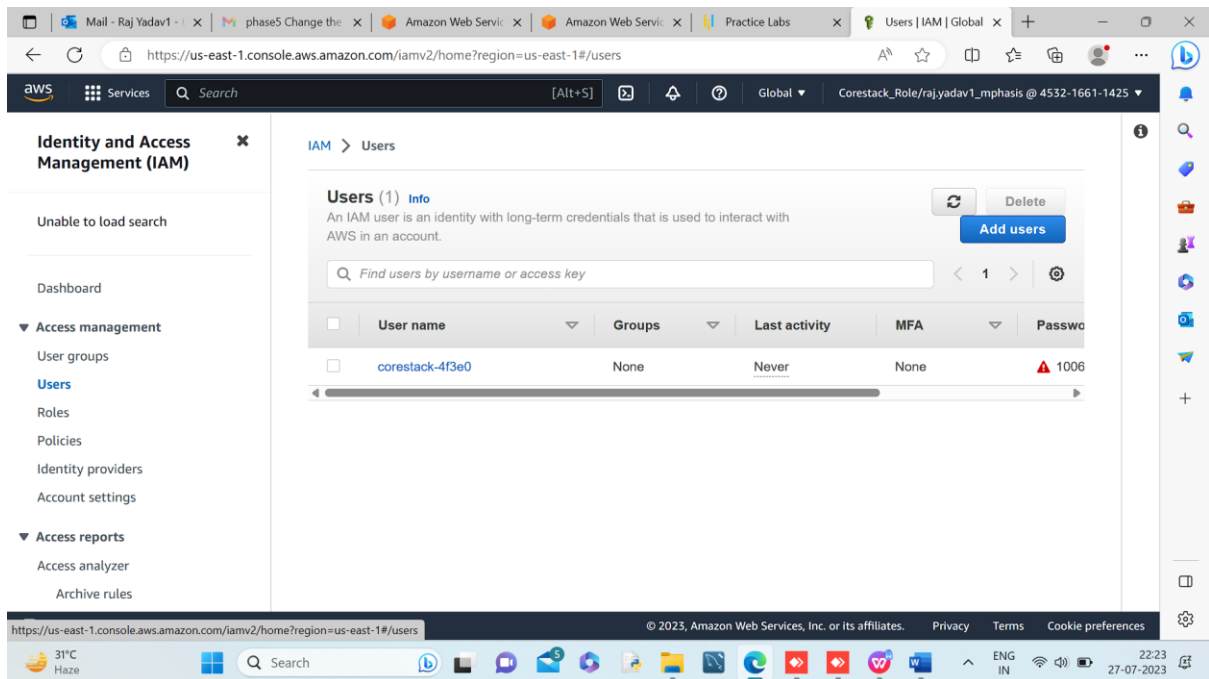 Mail - Raj Yadav1 - (
phase5 Change the
Amazon Web Servic
Amazon Web Servic
Practice Labs
Users | IAM | Global
https://us-east-1.console.aws.amazon.com/iamv2/home?region=us-east-1#/users
aws
Services
Search
[Alt+S]
Global
Corestack_Role/raj.yadav1_mphasis @ 4532-1661-1425
Identity and Access
Management (IAM)
Unable to load search
Dashboard
Access management
User groups
Users
Roles
Policies
Identity providers
Account settings
Access reports
Access analyzer
Archive rules
IAM > Users
Users (1) Info
An IAM user is an identity with long-term credentials that is used to interact with
AWS in an account.
Delete
Add users
Find users by username or access key
1
User name Groups Last activity MFA Passwo
corestack-4f3e0 None Never None 1006
https://us-east-1.console.aws.amazon.com/iamv2/home?region=us-east-1#/users
© 2023, Amazon Web Services, Inc. or its affiliates. Privacy Terms Cookie preferences
31°C
Haze
Search
5
ENG
IN
22:23
27-07-2023